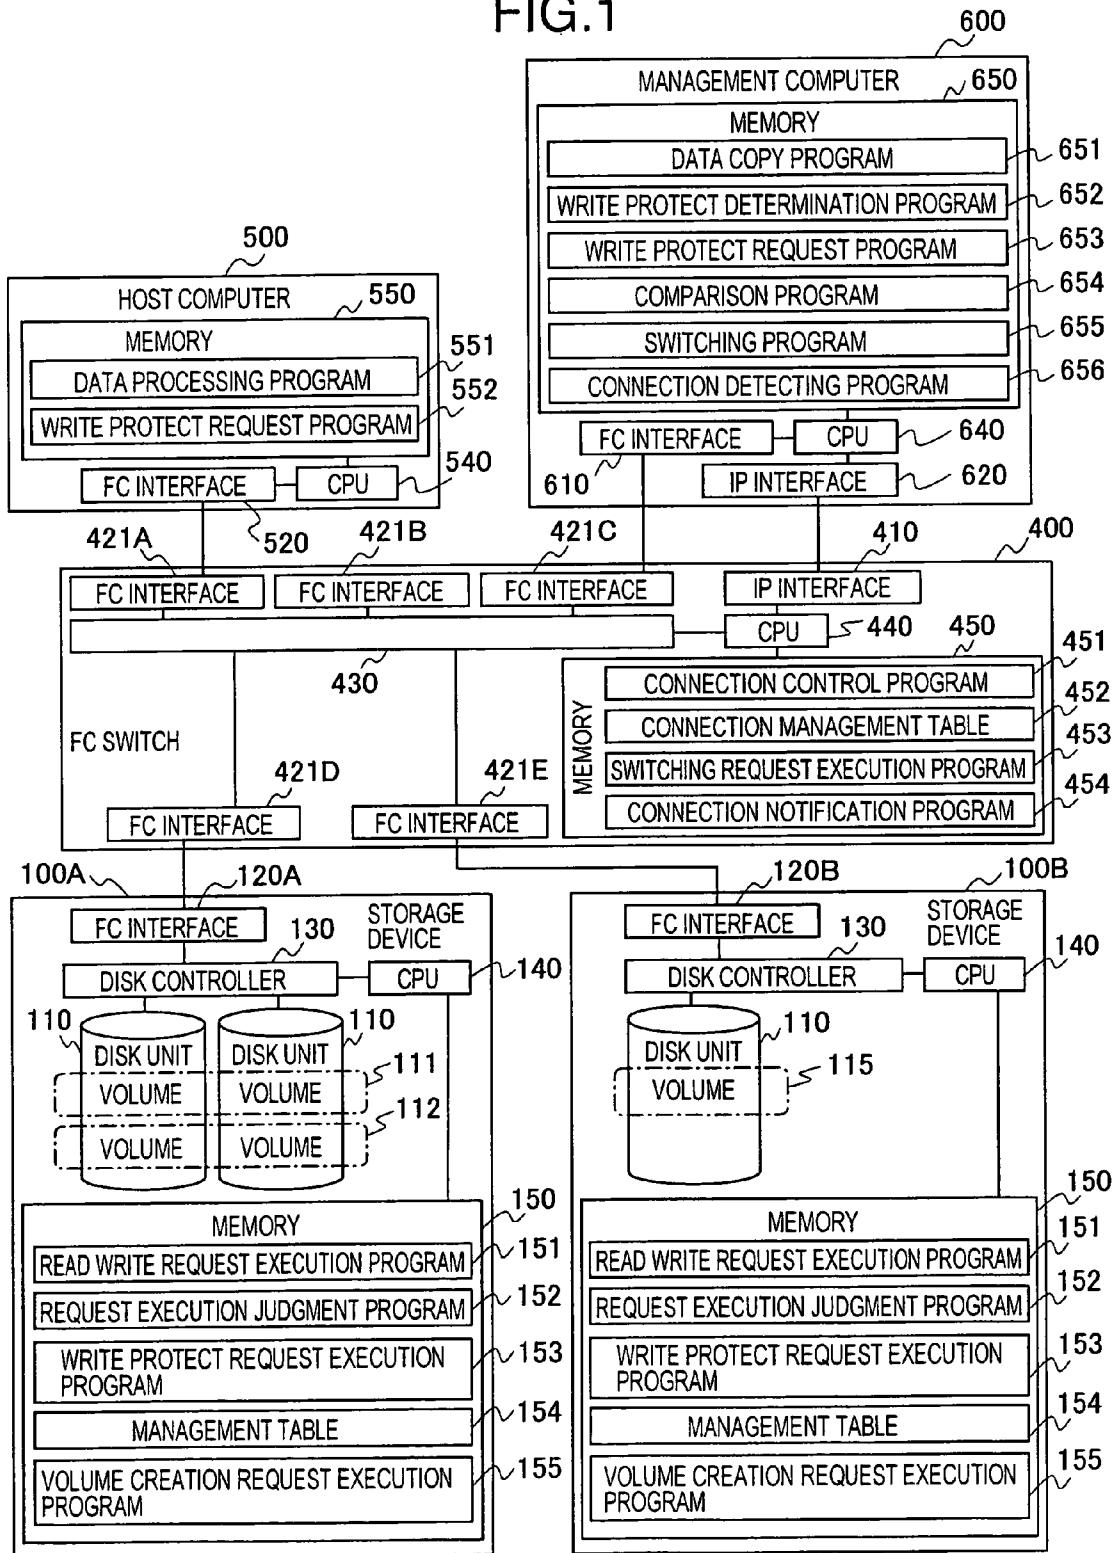 FIG.1
600
MANAGEMENT COMPUTER
650
MEMORY
DATA COPY PROGRAM
651
WRITE PROTECT DETERMINATION PROGRAM
652
WRITE PROTECT REQUEST PROGRAM
653
COMPARISON PROGRAM
654
SWITCHING PROGRAM
655
CONNECTION DETECTING PROGRAM
656
FC INTERFACE
CPU
640
610
IP INTERFACE
620
500
HOST COMPUTER
550
MEMORY
DATA PROCESSING PROGRAM
551
WRITE PROTECT REQUEST PROGRAM
552
FC INTERFACE
CPU
540
520
421A
421B
421C
410
400
FC INTERFACE
FC INTERFACE
FC INTERFACE
IP INTERFACE
CPU
440
430
450
MEMORY
CONNECTION CONTROL PROGRAM
451
CONNECTION MANAGEMENT TABLE
452
SWITCHING REQUEST EXECUTION PROGRAM
453
CONNECTION NOTIFICATION PROGRAM
454
FC SWITCH
421D
421E
FC INTERFACE
FC INTERFACE
100A
120A
FC INTERFACE
STORAGE
DEVICE
130
DISK CONTROLLER
CPU
140
110
110
DISK UNIT
DISK UNIT
VOLUME
VOLUME
111
VOLUME
VOLUME
112
150
MEMORY
READ WRITE REQUEST EXECUTION PROGRAM
151
REQUEST EXECUTION JUDGMENT PROGRAM
152
WRITE PROTECT REQUEST EXECUTION
PROGRAM
153
MANAGEMENT TABLE
154
VOLUME CREATION REQUEST EXECUTION
PROGRAM
155
120B
100B
FC INTERFACE
STORAGE
DEVICE
130
DISK CONTROLLER
CPU
140
110
DISK UNIT
VOLUME
115
150
MEMORY
READ WRITE REQUEST EXECUTION PROGRAM
151
REQUEST EXECUTION JUDGMENT PROGRAM
152
WRITE PROTECT REQUEST EXECUTION
PROGRAM
153
MANAGEMENT TABLE
154
VOLUME CREATION REQUEST EXECUTION
PROGRAM
155